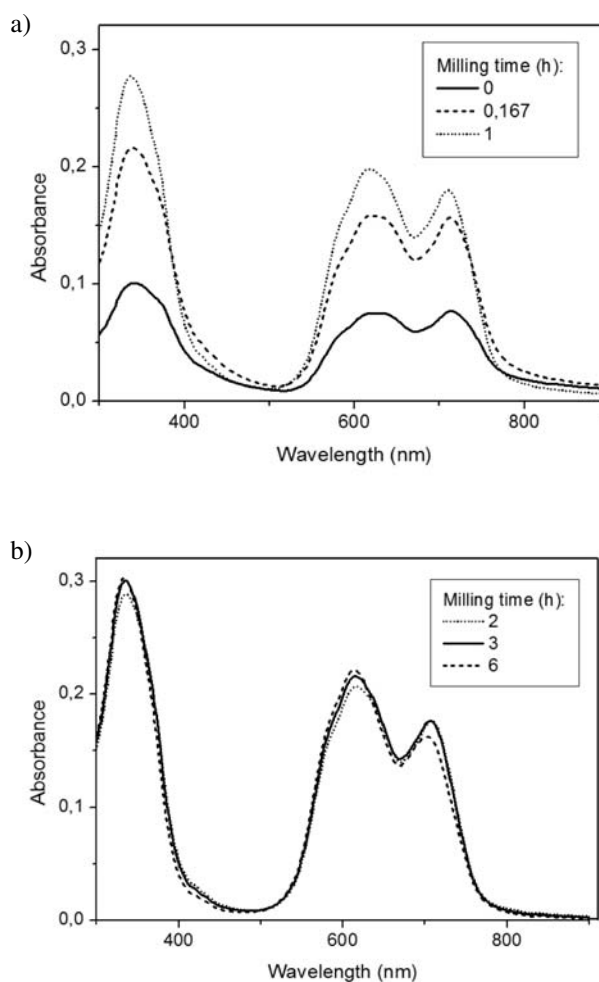 a)
0,3
0,2
0,1
0,0
Absorbance
Milling time (h):
0
0,167
1
400
600
800
Wavelength (nm)
b)
0,3
0,2
0,1
0,0
Absorbance
Milling time (h):
2
3
6
400
600
800
Wavelength (nm)